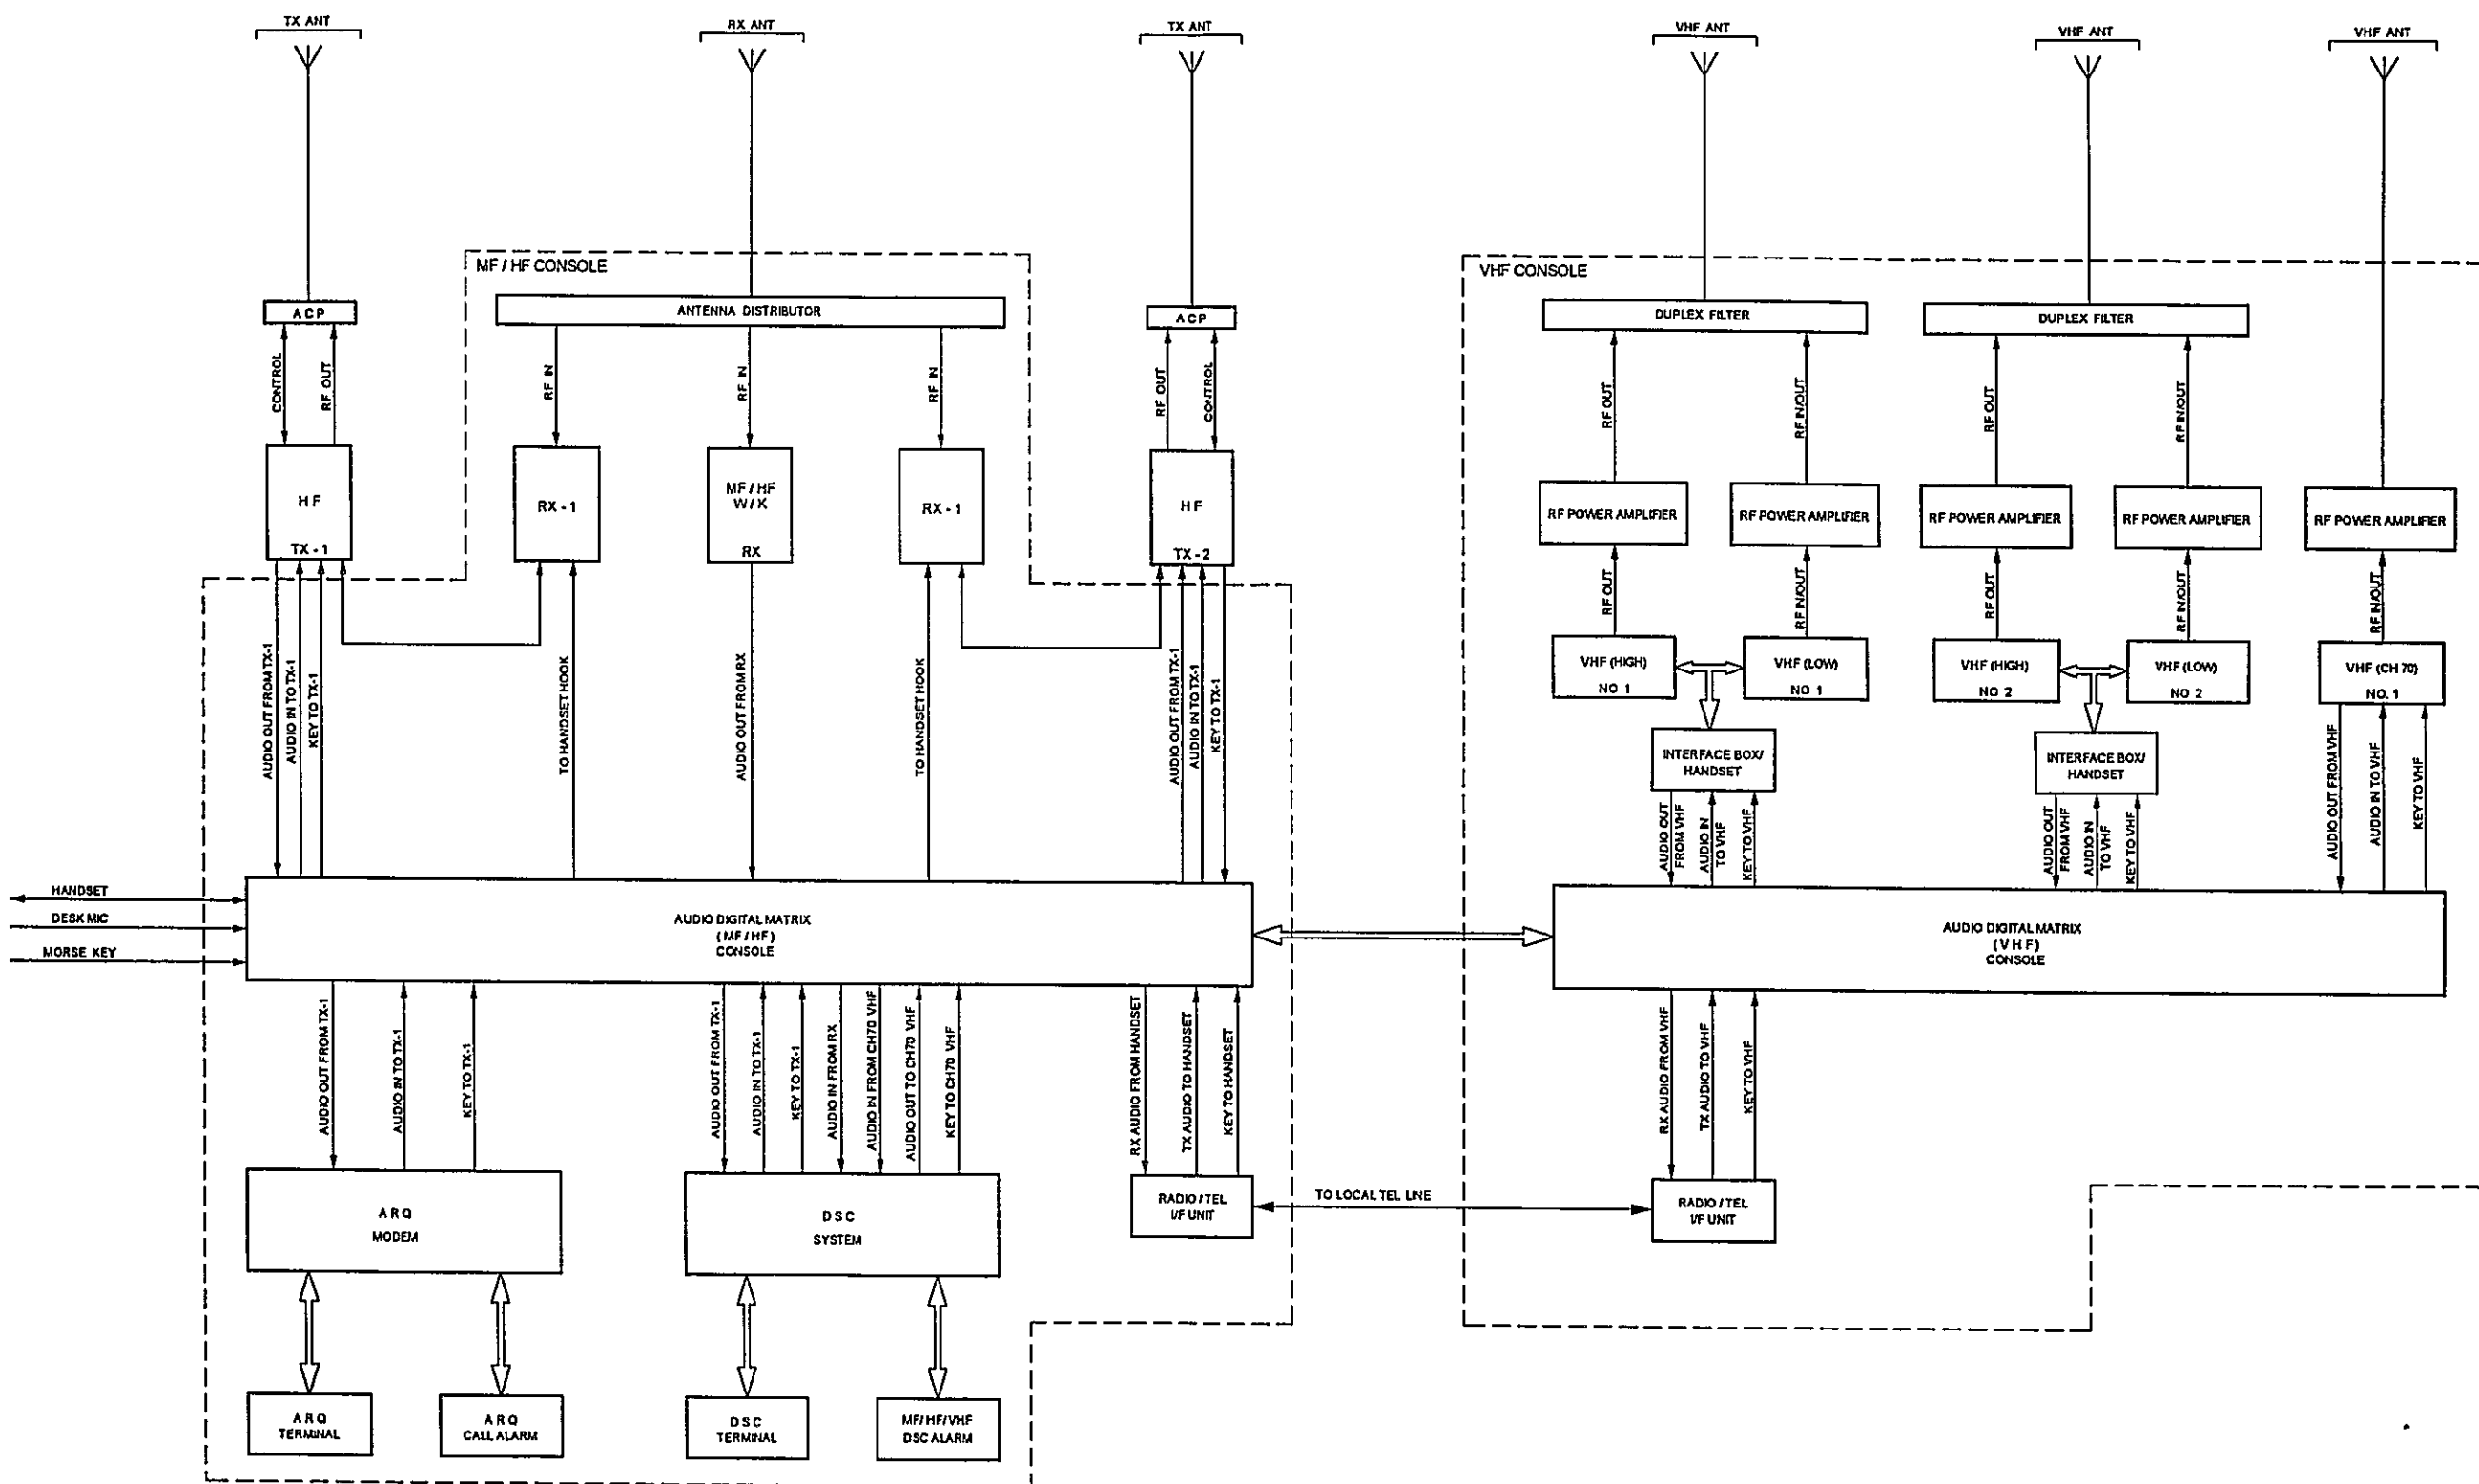 TX ANT
RX ANT
TX ANT
VHF ANT
VHF ANT
VHF ANT
MF / HF CONSOLE
VHF CONSOLE
ACP
ANTENNA DISTRIBUTOR
ACP
DUPLEX FILTER
DUPLEX FILTER
CONTROL
RF OUT
RF IN
RF IN
RF IN
RF OUT
CONTROL
RF OUT
RF IN/OUT
RF OUT
RF IN/OUT
HF
TX - 1
RX - 1
MF / HF
W / K
RX
RX - 1
HF
TX - 2
RF POWER AMPLIFIER
RF POWER AMPLIFIER
RF POWER AMPLIFIER
RF POWER AMPLIFIER
RF POWER AMPLIFIER
RF OUT
RF IN/OUT
RF OUT
RF IN/OUT
RF IN/OUT
VHF (HIGH)
NO 1
VHF (LOW)
NO 1
VHF (HIGH)
NO 2
VHF (LOW)
NO 2
VHF (CH 70)
NO. 1
AUDIO OUT FROM TX-1
AUDIO IN TO TX-1
KEY TO TX-1
TO HANDSET HOOK
AUDIO OUT FROM RX
TO HANDSET HOOK
AUDIO OUT FROM TX-1
AUDIO IN TO TX-1
KEY TO TX-1
INTERFACE BOX/
HANDSET
INTERFACE BOX/
HANDSET
AUDIO OUT
FROM VHF
AUDIO IN
TO VHF
KEY TO VHF
AUDIO OUT
FROM VHF
AUDIO IN
TO VHF
KEY TO VHF
AUDIO OUT FROM VHF
AUDIO IN TO VHF
KEY TO VHF
HANDSET
DESK MIC
MORSE KEY
AUDIO DIGITAL MATRIX
( MF / HF )
CONSOLE
AUDIO DIGITAL MATRIX
( V H F )
CONSOLE
AUDIO OUT FROM TX-1
AUDIO IN TO TX-1
KEY TO TX-1
AUDIO OUT FROM TX-1
AUDIO IN TO TX-1
KEY TO TX-1
AUDIO IN FROM RX
AUDIO IN FROM CH70 VHF
AUDIO OUT TO CH70 VHF
KEY TO CH70 VHF
RX AUDIO FROM HANDSET
TX AUDIO TO HANDSET
KEY TO HANDSET
RX AUDIO FROM VHF
TX AUDIO TO VHF
KEY TO VHF
ARQ
MODEM
DSC
SYSTEM
RADIO / TEL
I/F UNIT
TO LOCAL TEL LINE
RADIO / TEL
I/F UNIT
ARQ
TERMINAL
ARQ
CALL ALARM
DSC
TERMINAL
MF/ HF/ VHF
DSC ALARM